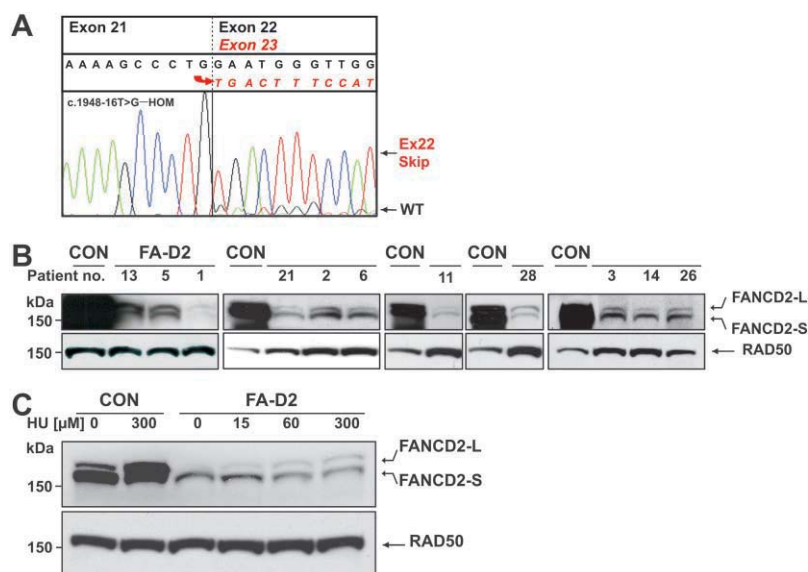 A
Exon 21 Exon 22
Exon 23
A A A A G C C C T G G A A T G G G T T G G
T G A C T T T C C A T
c.1948-16T>G-HOM
Ex22
Skip
WT
B
CON FA-D2 CON CON CON CON
Patient no. 13 5 1 21 2 6 11 28 3 14 26
kDa
FANCD2-L
150
FANCD2-S
150 RAD50
C
CON FA-D2
HU [µM] 0 300 0 15 60 300
kDa
FANCD2-L
FANCD2-S
150
150 RAD50